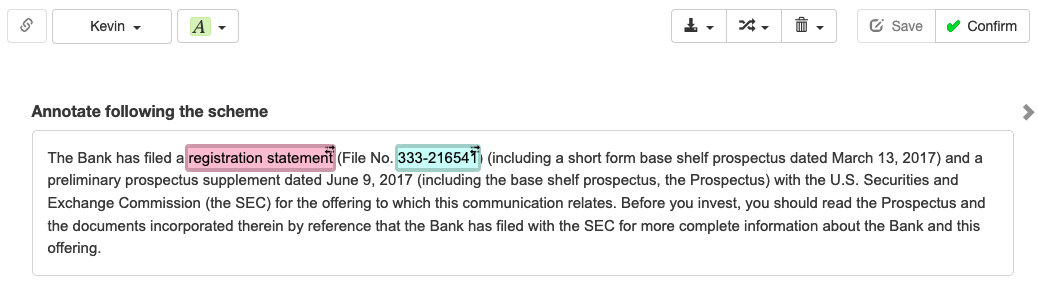 Kevin A Save Confirm
Annotate following the scheme
The Bank has filed a registration statement (File No. 333-216541) (including a short form base shelf prospectus dated March 13, 2017) and a
preliminary prospectus supplement dated June 9, 2017 (including the base shelf prospectus, the Prospectus) with the U.S. Securities and
Exchange Commission (the SEC) for the offering to which this communication relates. Before you invest, you should read the Prospectus and
the documents incorporated therein by reference that the Bank has filed with the SEC for more complete information about the Bank and this
offering.